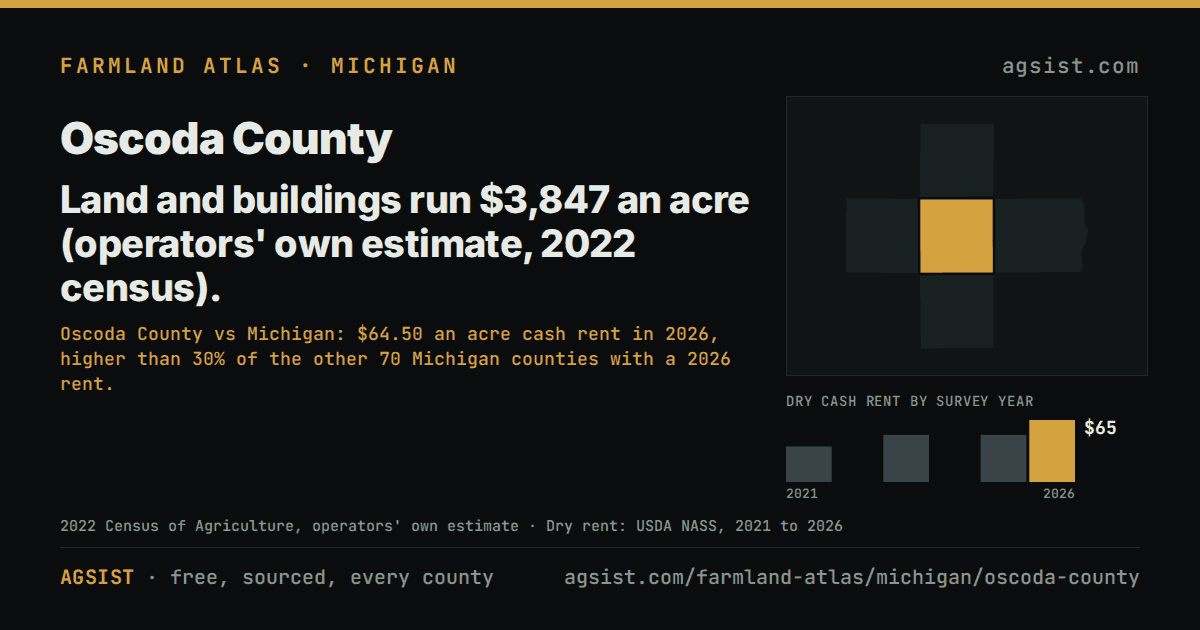 FARMLAND ATLAS · MICHIGAN
agsist.com
Oscoda County
Land and buildings run $3,847 an acre
(operators' own estimate, 2022
census).
Oscoda County vs Michigan: $64.50 an acre cash rent in 2026,
higher than 30% of the other 70 Michigan counties with a 2026
rent.
DRY CASH RENT BY SURVEY YEAR
$65
2021
2026
2022 Census of Agriculture, operators' own estimate · Dry rent: USDA NASS, 2021 to 2026
AGSIST · free, sourced, every county
agsist.com/farmland-atlas/michigan/oscoda-county